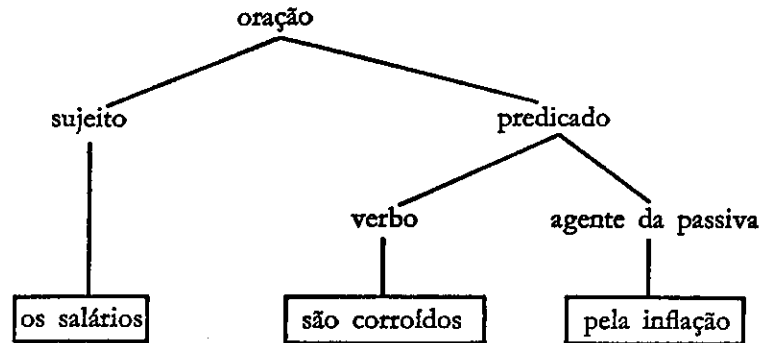 oração
sujeito predicado
verbo agente da passiva
os salários são corroídos pela inflação